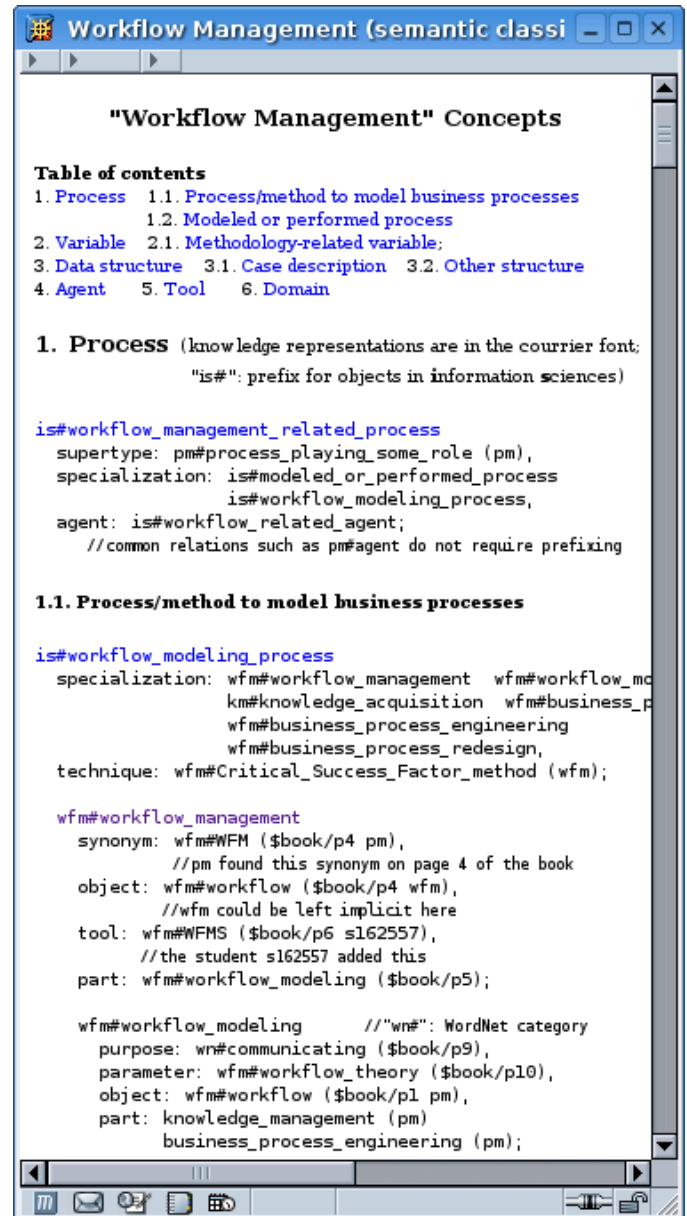 Workflow Management (semantic classi
"Workflow Management" Concepts
Table of contents
1. Process 1.1. Process/method to model business processes
1.2. Modeled or performed process
2. Variable 2.1. Methodology-related variable;
3. Data structure 3.1. Case description 3.2. Other structure
4. Agent 5. Tool 6. Domain
1. Process (knowledge representations are in the courrier font;
"is#": prefix for objects in information sciences)
is#workflow_management_related_process
supertype: pm#process_playing_some_role (pm),
specialization: is#modeled_or_performed_process
is#workflow_modeling_process,
agent: is#workflow_related_agent;
//common relations such as pm#agent do not require prefixing
1.1. Process/method to model business processes
is#workflow_modeling_process
specialization: wfm#workflow_management wfm#workflow_mo
km#knowledge_acquisition wfm#business_p
wfm#business_process_engineering
wfm#business_process_redesign,
technique: wfm#Critical_Success_Factor_method (wfm);
wfm#workflow_management
synonym: wfm#WFM ($book/p4 pm),
//pm found this synonym on page 4 of the book
object: wfm#workflow ($book/p4 wfm),
//wfm could be left implicit here
tool: wfm#WFMS ($book/p6 s162557),
//the student s162557 added this
part: wfm#workflow_modeling ($book/p5);
wfm#workflow_modeling //"wn#": WordNet category
purpose: wn#communicating ($book/p9),
parameter: wfm#workflow_theory ($book/p10),
object: wfm#workflow ($book/p1 pm),
part: knowledge_management (pm)
business_process_engineering (pm);